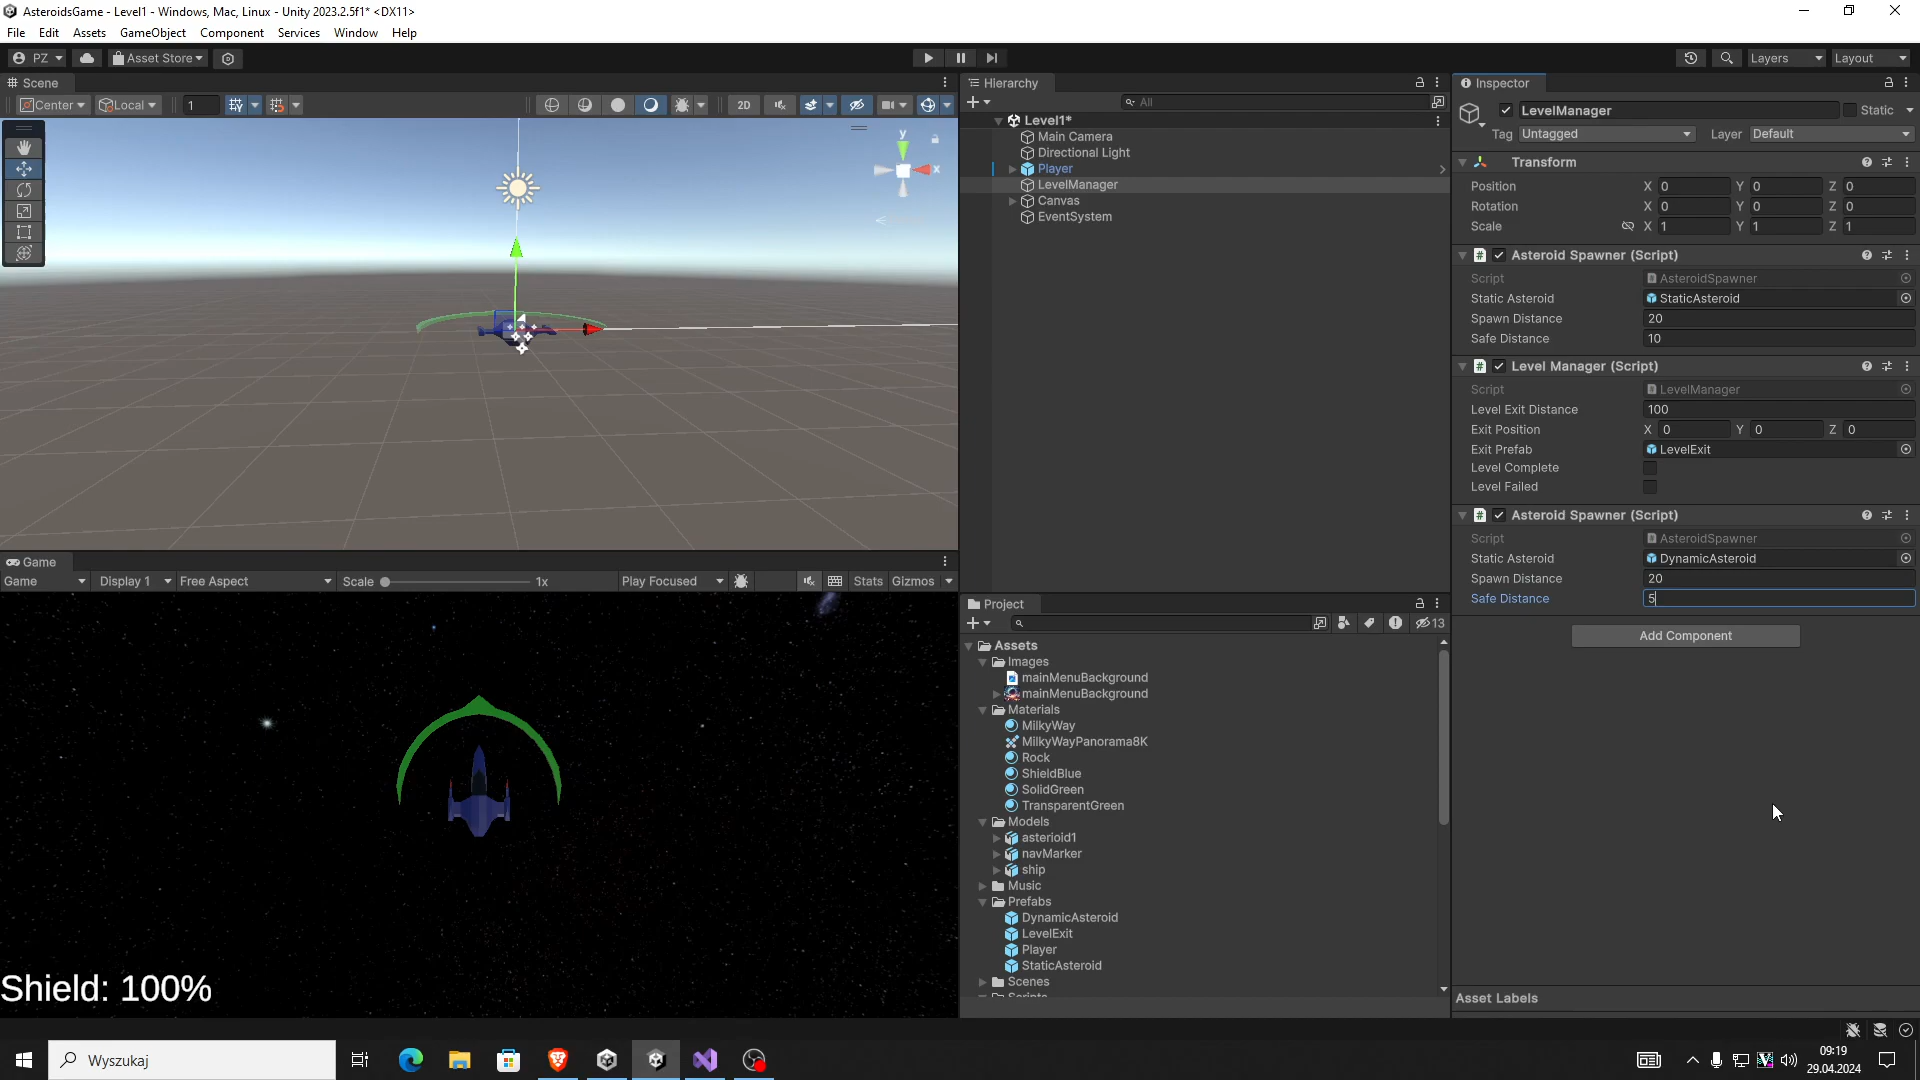 AsteroidsGame - Level1 - Windows, Mac, Linux - Unity 2023.2.5f1* <DX11>
File Edit Assets GameObject Component Services Window Help
PZ Asset Store Layers Layout
Scene
Center Local 1 2D
y
x
Game
Game Display 1 Free Aspect Scale 1x Play Focused Stats Gizmos
Shield: 100%
Hierarchy
All
Level1*
Main Camera
Directional Light
Player
LevelManager
Canvas
EventSystem
Project
13
Assets
Images
mainMenuBackground
mainMenuBackground
Materials
MilkyWay
MilkyWayPanorama8K
Rock
ShieldBlue
SolidGreen
TransparentGreen
Models
asterioid1
navMarker
ship
Music
Prefabs
DynamicAsteroid
LevelExit
Player
StaticAsteroid
Scenes
Scripts
Inspector
LevelManager Static
Tag Untagged Layer Default
Transform
Position X 0 Y 0 Z 0
Rotation X 0 Y 0 Z 0
Scale X 1 Y 1 Z 1
Asteroid Spawner (Script)
Script AsteroidSpawner
Static Asteroid StaticAsteroid
Spawn Distance 20
Safe Distance 10
Level Manager (Script)
Script LevelManager
Level Exit Distance 100
Exit Position X 0 Y 0 Z 0
Exit Prefab LevelExit
Level Complete
Level Failed
Asteroid Spawner (Script)
Script AsteroidSpawner
Static Asteroid DynamicAsteroid
Spawn Distance 20
Safe Distance 5
Add Component
Asset Labels
Wyszukaj
09:19
29.04.2024